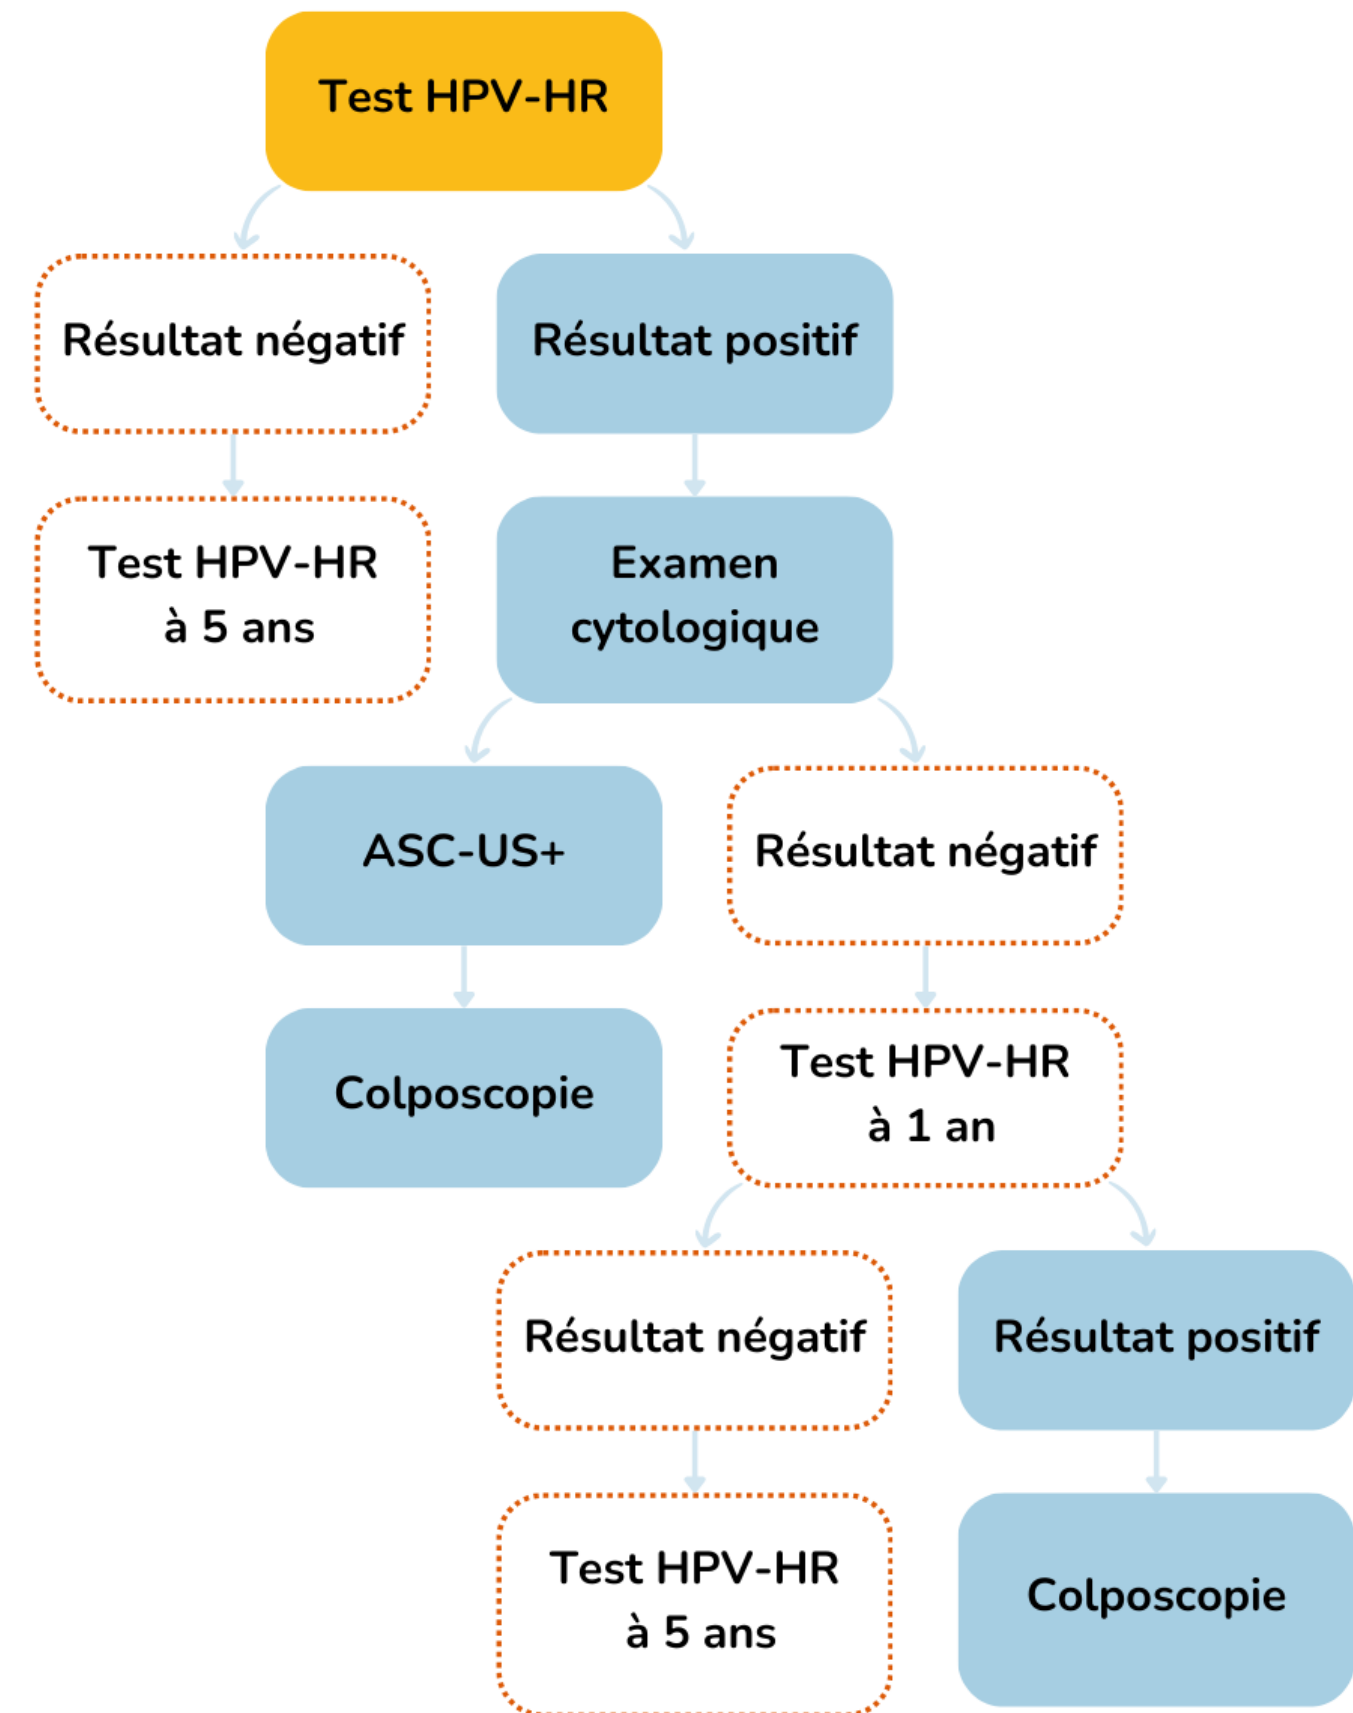 Test HPV-HR
Résultat négatif
Résultat positif
Test HPV-HR
à 5 ans
Examen
cytologique
ASC-US+
Résultat négatif
Colposcopie
Test HPV-HR
à 1 an
Résultat négatif
Résultat positif
Test HPV-HR
à 5 ans
Colposcopie